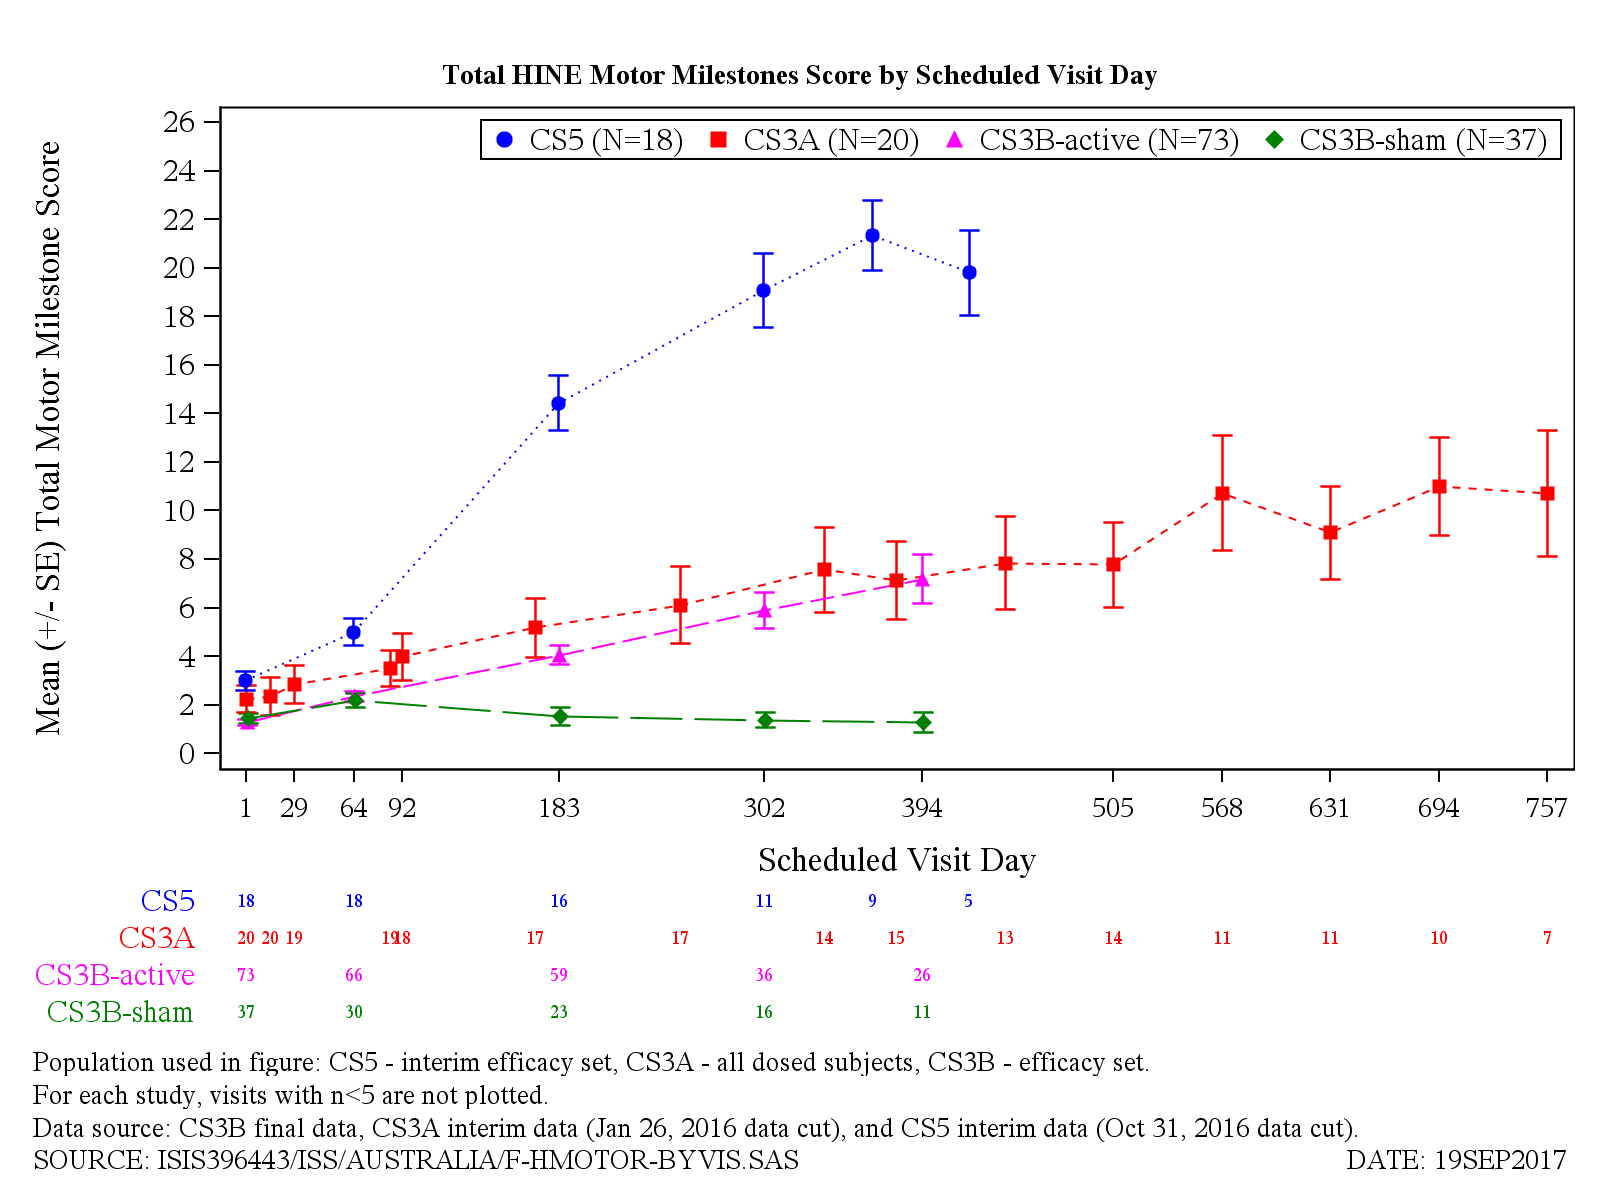 Total HINE Motor Milestones Score by Scheduled Visit Day
Mean (+/- SE) Total Motor Milestone Score
CS5 (N=18) CS3A (N=20) CS3B-active (N=73) CS3B-sham (N=37)
26
24
22
20
18
16
14
12
10
8
6
4
2
0
1 29 64 92 183 302 394 505 568 631 694 757
Scheduled Visit Day
CS5 18 18 16 11 9 5
CS3A 20 20 19 19 18 17 17 14 15 13 14 11 11 10 7
CS3B-active 73 66 59 36 26
CS3B-sham 37 30 23 16 11
Population used in figure: CS5 - interim efficacy set, CS3A - all dosed subjects, CS3B - efficacy set.
For each study, visits with n<5 are not plotted.
Data source: CS3B final data, CS3A interim data (Jan 26, 2016 data cut), and CS5 interim data (Oct 31, 2016 data cut).
SOURCE: ISIS396443/ISS/AUSTRALIA/F-HMOTOR-BYVIS.SAS DATE: 19SEP2017